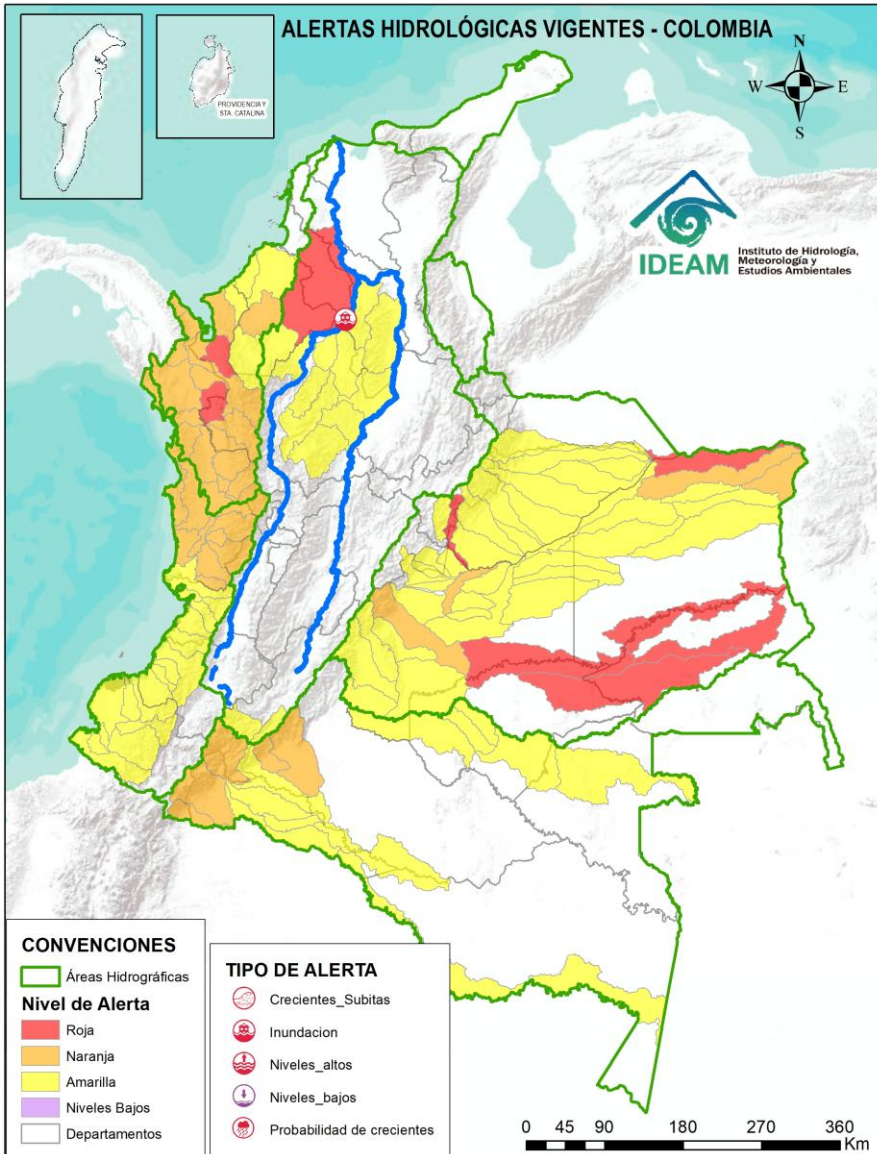 ALERTAS HIDROLÓGICAS VIGENTES - COLOMBIA
PROVIDENCIA Y
STA. CATALINA
N
W
E
S
IDEAM
Instituto de Hidrología,
Meteorología y
Estudios Ambientales
CONVENCIONES
Áreas Hidrográficas
Nivel de Alerta
Roja
Naranja
Amarilla
Niveles Bajos
Departamentos
TIPO DE ALERTA
Crecientes_Subitas
Inundacion
Niveles_altos
Niveles_bajos
Probabilidad de crecientes
0 45 90 180 270 360
Km